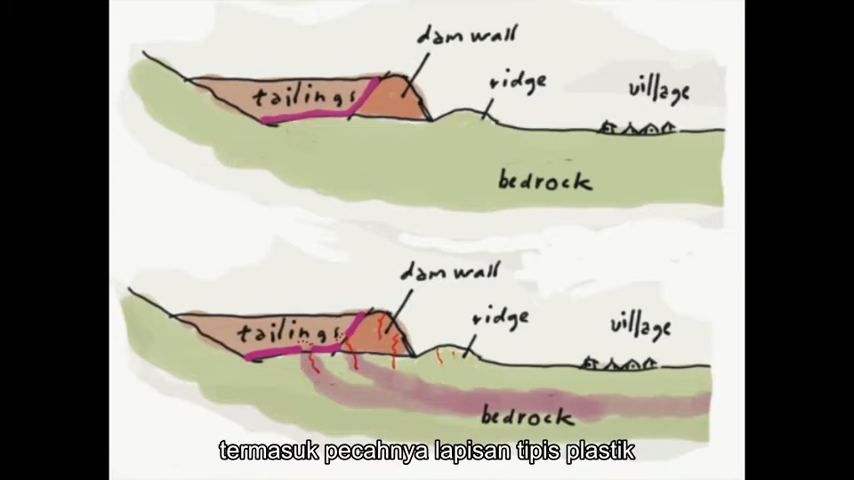 dam wall
ridge
tailings
village
bedrock
dam wall
ridge
tailings
village
bedrock
termasuk pecahnya lapisan tipis plastik